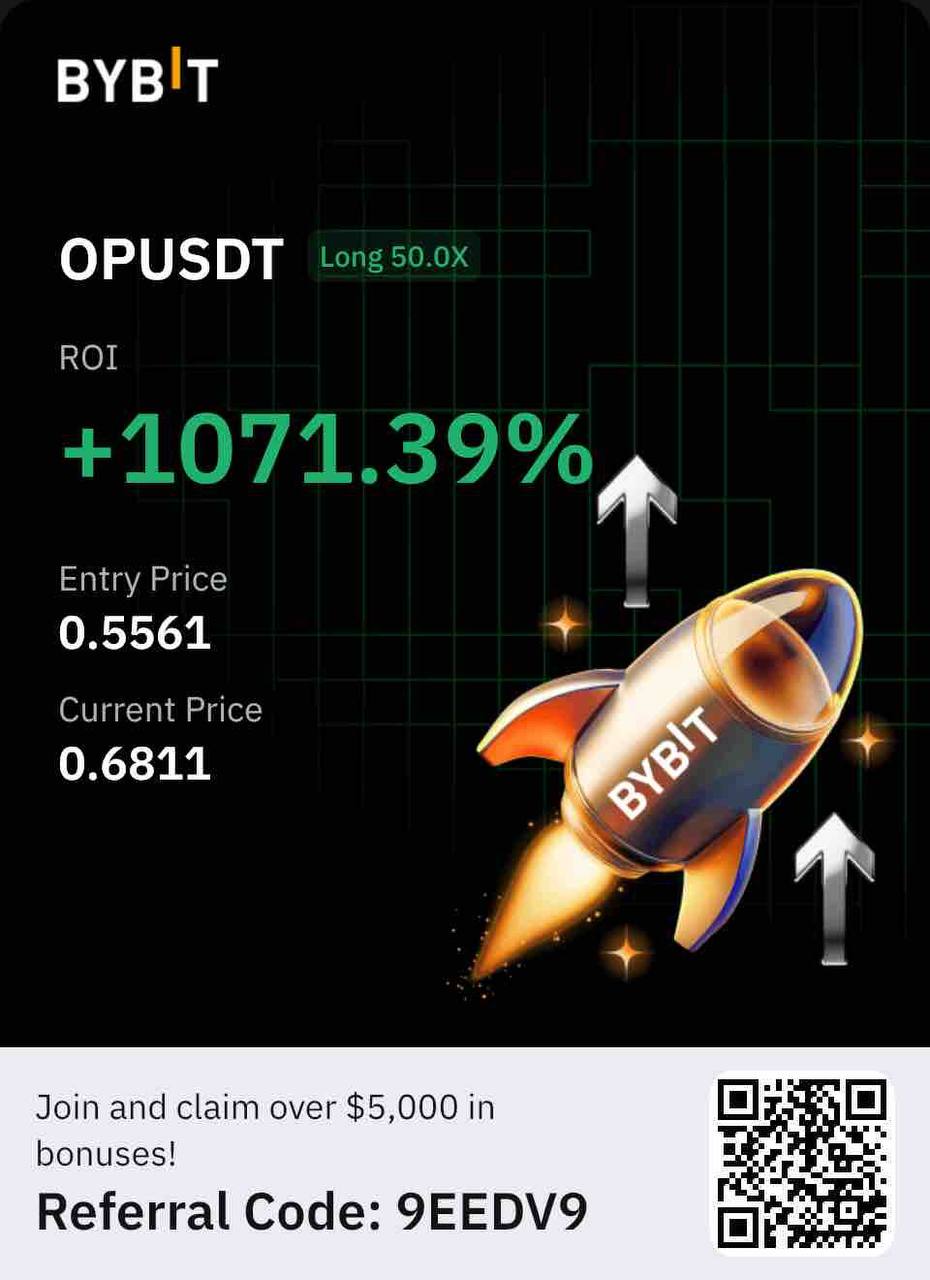 BYBIT
OPUSDT Long 50.0X
ROI
+1071.39%
Entry Price
0.5561
Current Price
0.6811
BYBIT
Join and claim over $5,000 in
bonuses!
Referral Code: 9EEDV9